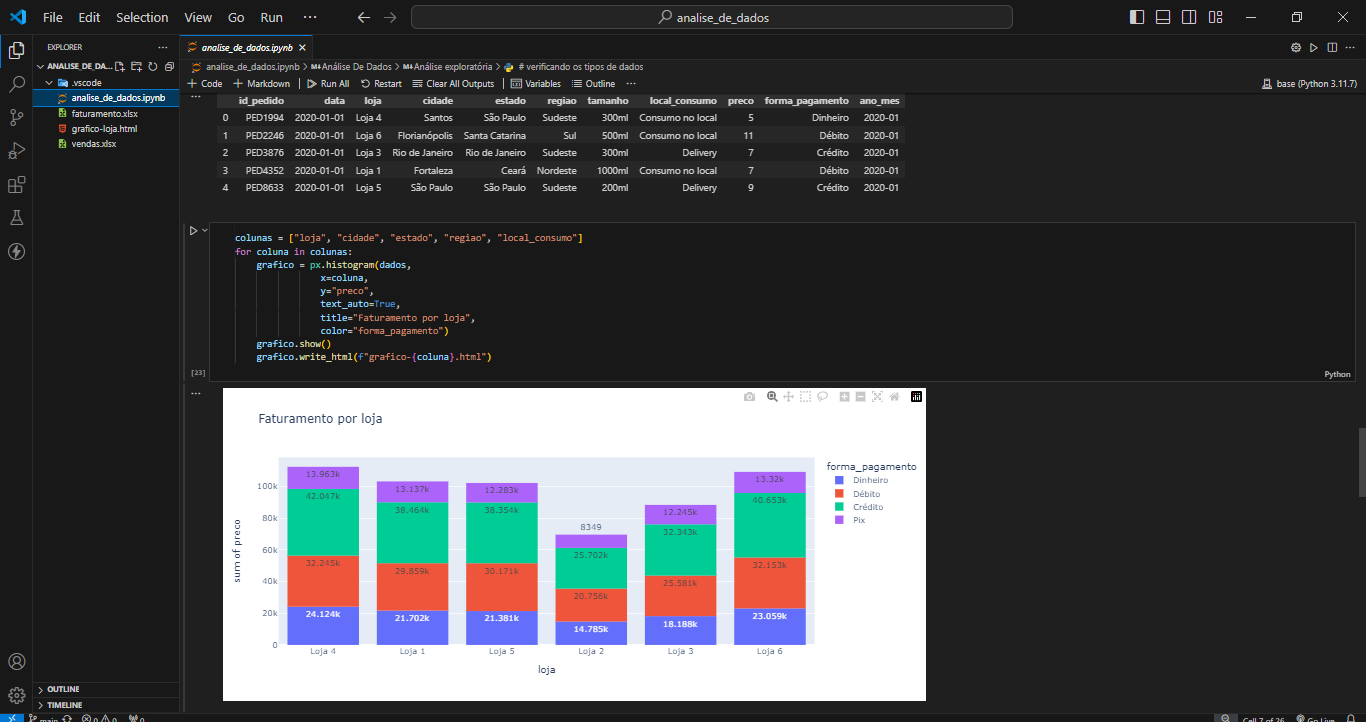 File Edit Selection View Go Run ··· analise_de_dados
EXPLORER ···
ANALISE_DE_DA...
.vscode
analise_de_dados.ipynb
faturamento.xlsx
grafico-loja.html
vendas.xlsx
OUTLINE
TIMELINE
analise_de_dados.ipynb
analise_de_dados.ipynb > M↓Análise De Dados > M↓Análise exploratória > # verificando os tipos de dados
+ Code + Markdown Run All Restart Clear All Outputs Variables Outline ··· base (Python 3.11.7)
id_pedido data loja cidade estado regiao tamanho local_consumo preco forma_pagamento ano_mes
0 PED1994 2020-01-01 Loja 4 Santos São Paulo Sudeste 300ml Consumo no local 5 Dinheiro 2020-01
1 PED2246 2020-01-01 Loja 6 Florianópolis Santa Catarina Sul 500ml Consumo no local 11 Débito 2020-01
2 PED3876 2020-01-01 Loja 3 Rio de Janeiro Rio de Janeiro Sudeste 300ml Delivery 7 Crédito 2020-01
3 PED4352 2020-01-01 Loja 1 Fortaleza Ceará Nordeste 1000ml Consumo no local 7 Débito 2020-01
4 PED8633 2020-01-01 Loja 5 São Paulo São Paulo Sudeste 200ml Delivery 9 Crédito 2020-01
colunas = ["loja", "cidade", "estado", "regiao", "local_consumo"]
for coluna in colunas:
grafico = px.histogram(dados,
x=coluna,
y="preco",
text_auto=True,
title="Faturamento por loja",
color="forma_pagamento")
grafico.show()
grafico.write_html(f"grafico-{coluna}.html")
[23]
Python
Faturamento por loja
forma_pagamento
Dinheiro
Débito
Crédito
Pix
sum of preco
100k
80k
60k
40k
20k
0
13.963k 13.137k 12.283k 8349 12.245k 13.32k
42.047k 38.464k 38.354k 25.702k 32.343k 40.653k
32.245k 29.859k 30.171k 20.756k 25.581k 32.153k
24.124k 21.702k 21.381k 14.785k 18.188k 23.059k
Loja 4 Loja 1 Loja 5 Loja 2 Loja 3 Loja 6
loja
main 0 0 0 Cell 7 of 26 Go Live